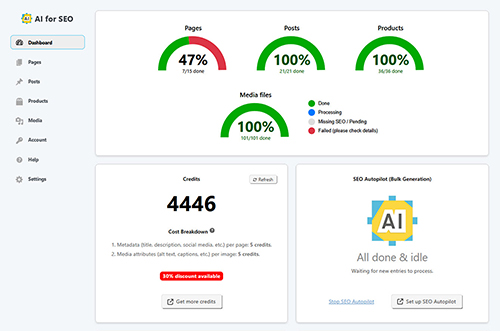 AI for SEO
Dashboard
Pages
Posts
Products
Media
Account
Help
Settings
Pages
47%
7/15 done
Posts
100%
21/21 done
Products
100%
36/36 done
Media files
100%
101/101 done
Done
Processing
Missing SEO / Pending
Failed (please check details)
Credits
Refresh
4446
Cost Breakdown
1. Metadata (title, description, social media, etc.) per page: 5 credits.
2. Media attributes (alt text, captions, etc.) per image: 5 credits.
30% discount available
Get more credits
SEO Autopilot (Bulk Generation)
AI
All done & idle
Waiting for new entries to process.
Stop SEO Autopilot
Set up SEO Autopilot